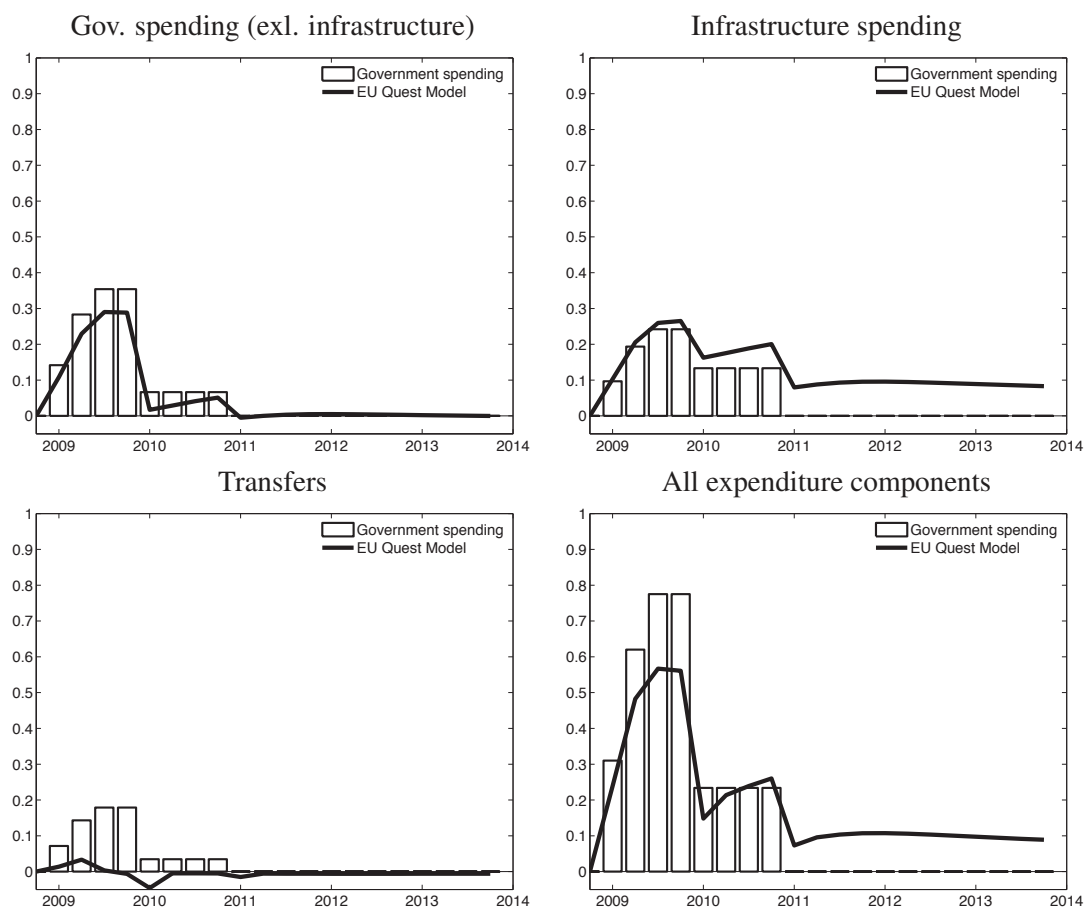 Gov. spending (exl. infrastructure)
1
0.9
0.8
0.7
0.6
0.5
0.4
0.3
0.2
0.1
0
2009 2010 2011 2012 2013 2014
Government spending
EU Quest Model
Infrastructure spending
1
0.9
0.8
0.7
0.6
0.5
0.4
0.3
0.2
0.1
0
2009 2010 2011 2012 2013 2014
Government spending
EU Quest Model
Transfers
1
0.9
0.8
0.7
0.6
0.5
0.4
0.3
0.2
0.1
0
2009 2010 2011 2012 2013 2014
Government spending
EU Quest Model
All expenditure components
1
0.9
0.8
0.7
0.6
0.5
0.4
0.3
0.2
0.1
0
2009 2010 2011 2012 2013 2014
Government spending
EU Quest Model